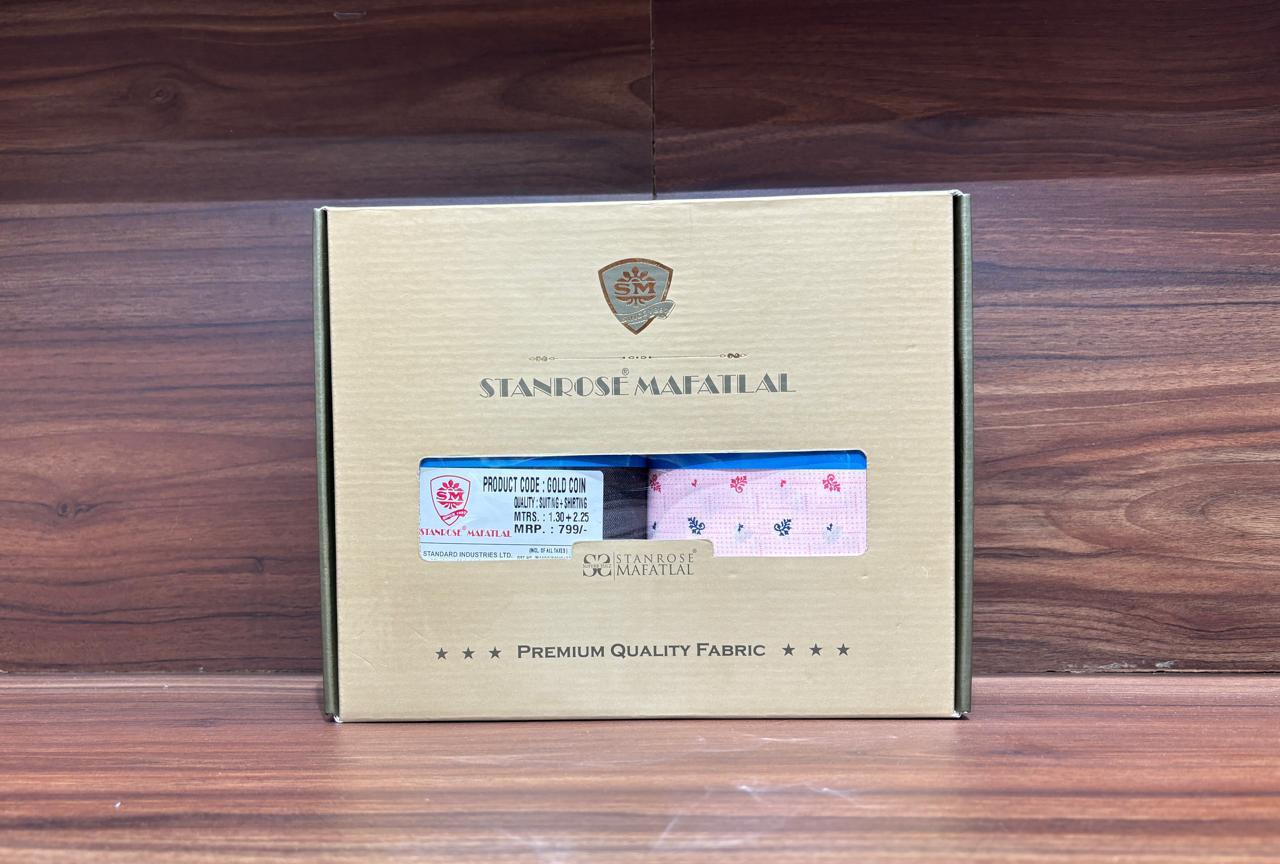 SM
STANROSE® MAFATLAL
SM
PRODUCT CODE : GOLD COIN
QUALITY : SUITING + SHIRTING
MTRS. : 1.30 + 2.25
MRP. : 799/-
STANROSE® MAFATLAL
(INCL. OF ALL TAXES)
STANDARD INDUSTRIES LTD.
STANROSE®
MAFATLAL
★ ★ ★ PREMIUM QUALITY FABRIC ★ ★ ★